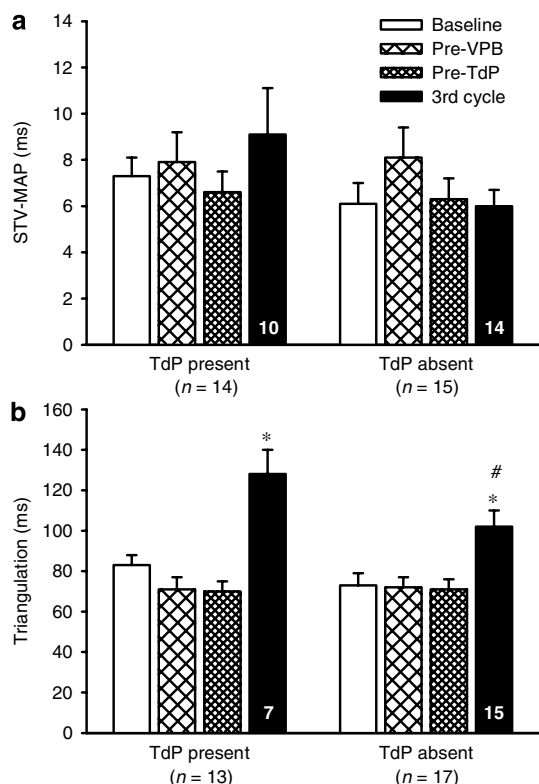 a
Baseline
Pre-VPB
Pre-TdP
3rd cycle
STV-MAP (ms)
14
12
10
8
6
4
2
0
10
14
TdP present
(n = 14)
TdP absent
(n = 15)
b
Triangulation (ms)
160
140
120
100
80
60
40
20
0
*
#
*
7
15
TdP present
(n = 13)
TdP absent
(n = 17)